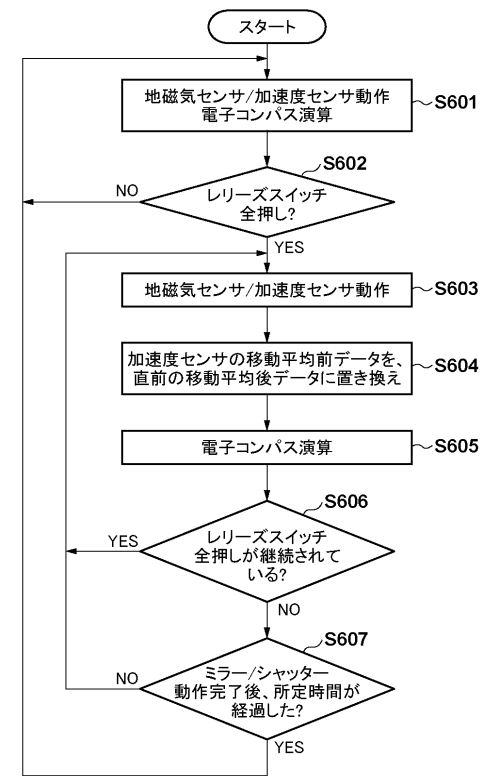 スタート
地磁気センサ/加速度センサ動作
電子コンパス演算
S601
S602
レリーズスイッチ
全押し?
NO
YES
地磁気センサ/加速度センサ動作
S603
加速度センサの移動平均前データを、
直前の移動平均後データに置き換え
S604
電子コンパス演算
S605
S606
レリーズスイッチ
全押しが継続されて
いる?
YES
NO
S607
ミラー/シャッター
動作完了後、所定時間が
経過した?
NO
YES